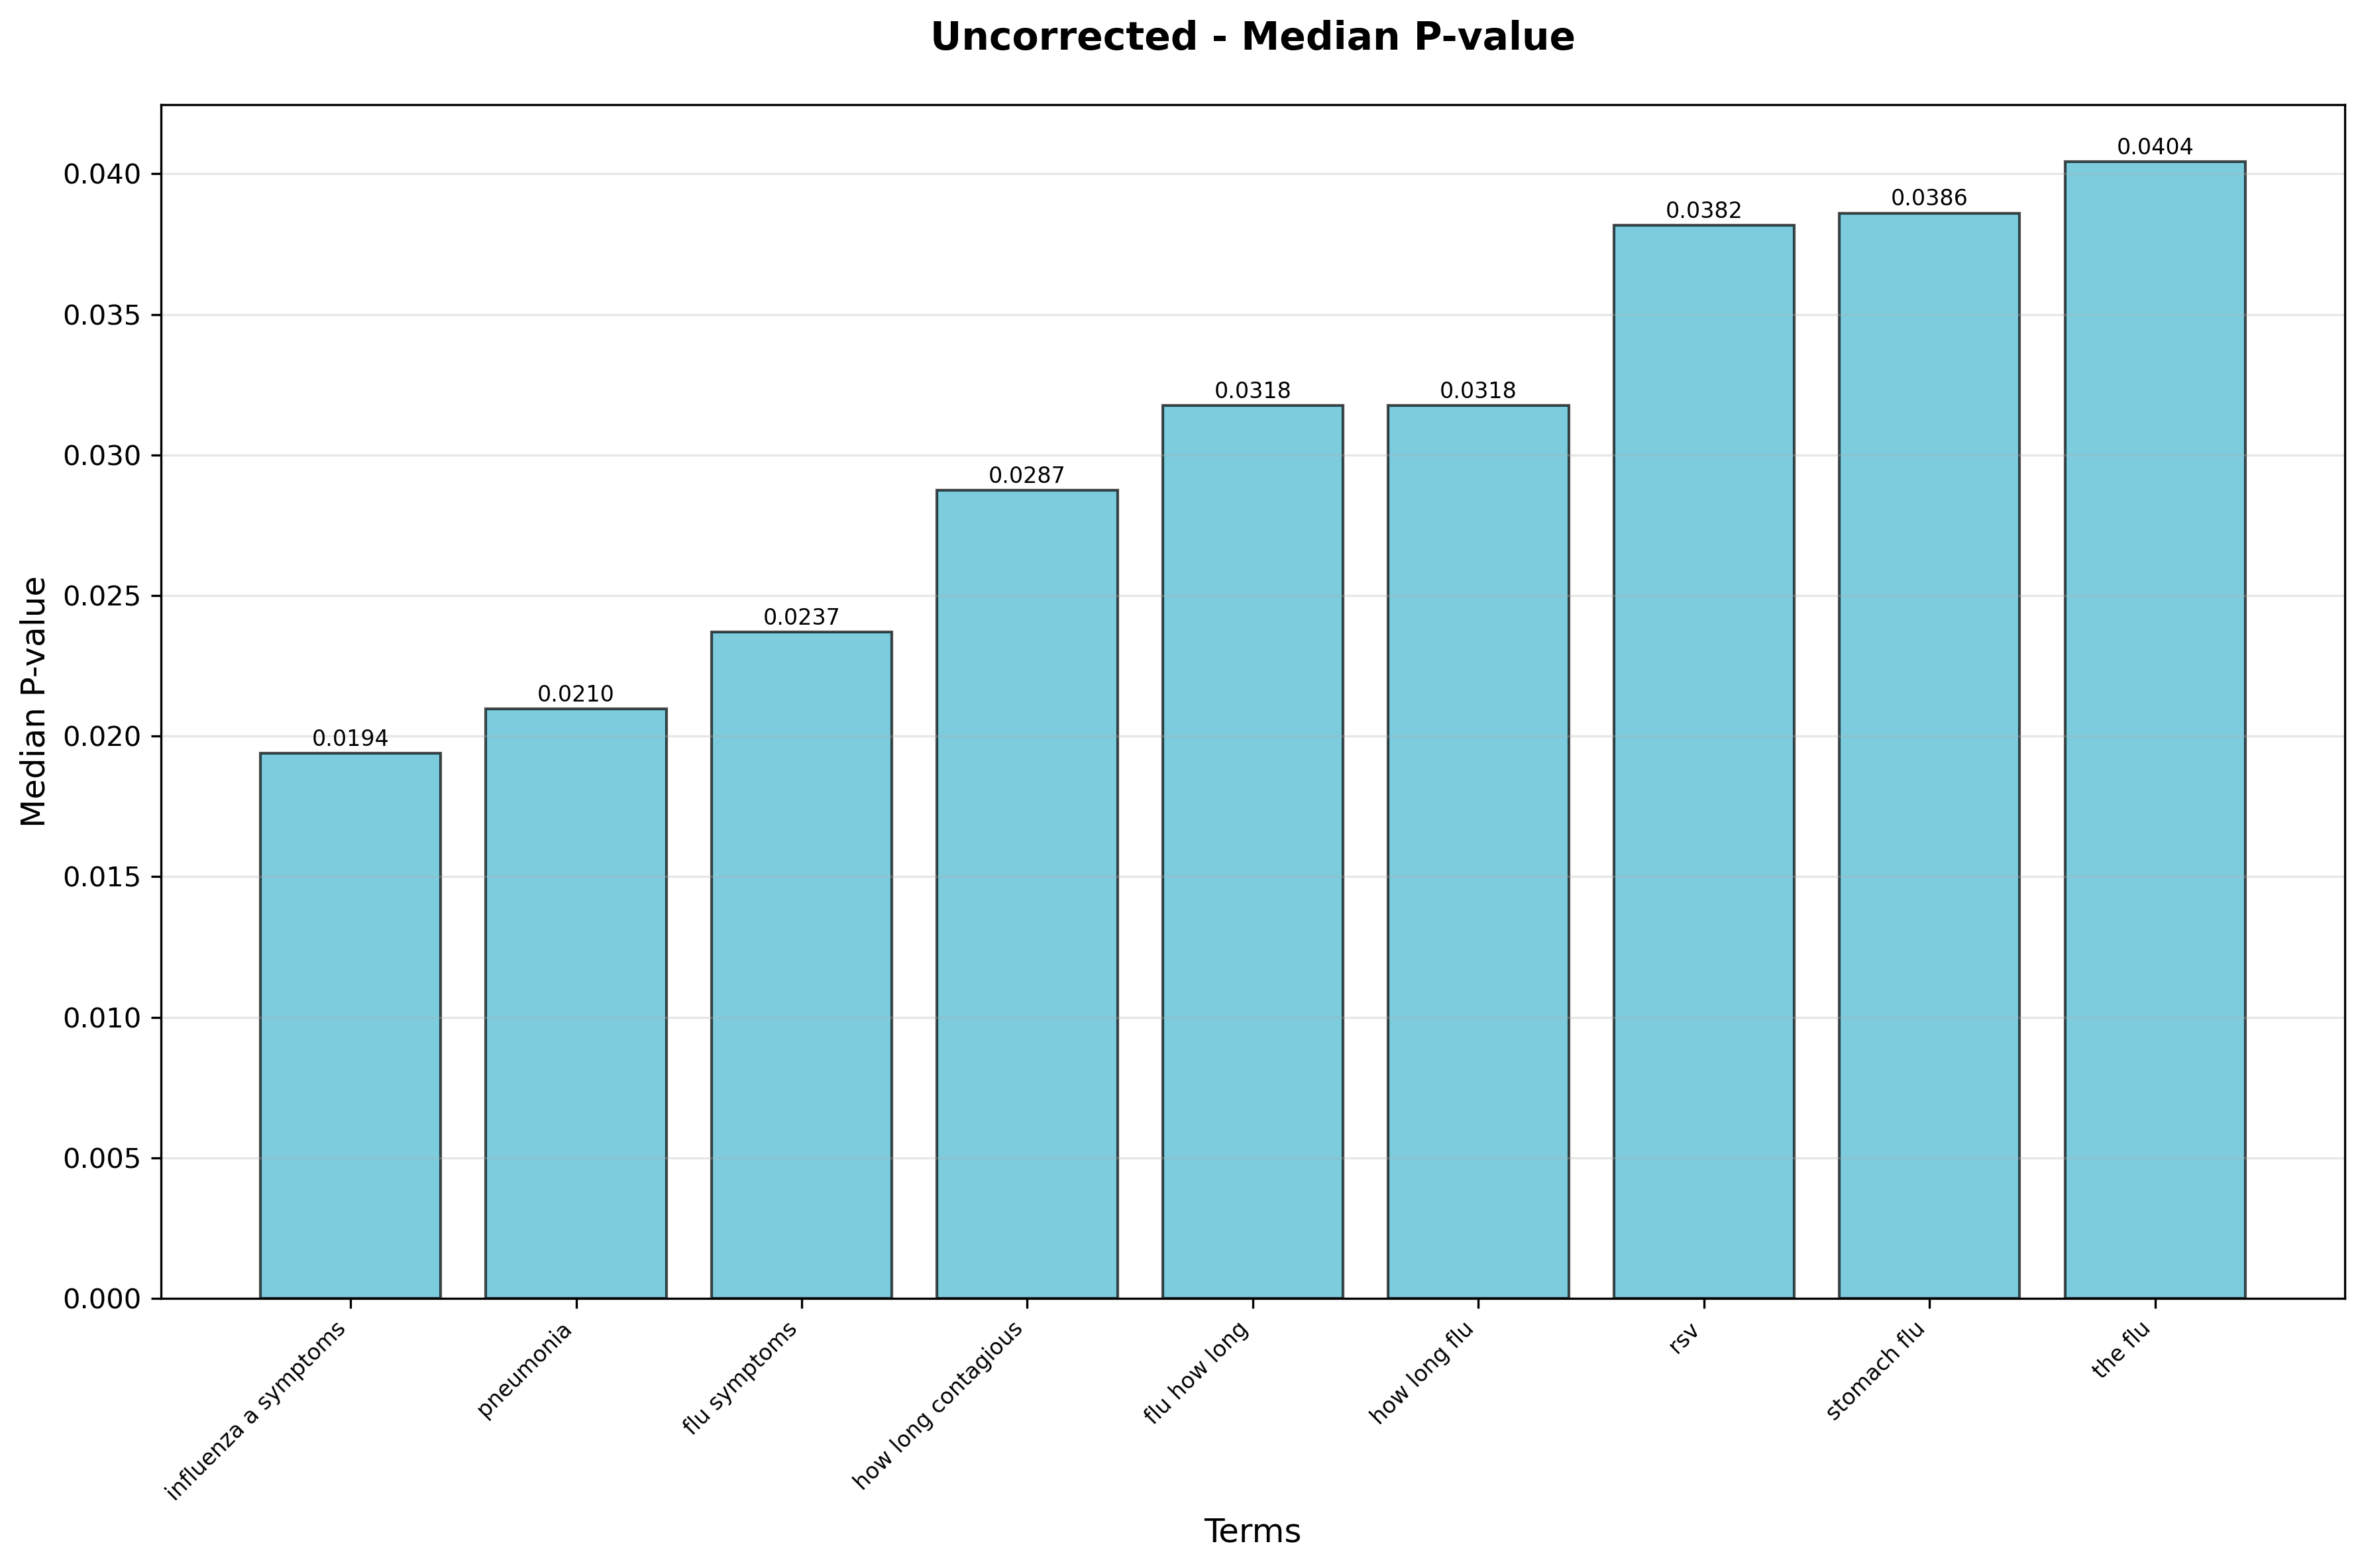 Uncorrected - Median P-value
Median P-value
0.040
0.035
0.030
0.025
0.020
0.015
0.010
0.005
0.000
0.0194
0.0210
0.0237
0.0287
0.0318
0.0318
0.0382
0.0386
0.0404
influenza a symptoms
pneumonia
flu symptoms
how long contagious
flu how long
how long flu
rsv
stomach flu
the flu
Terms